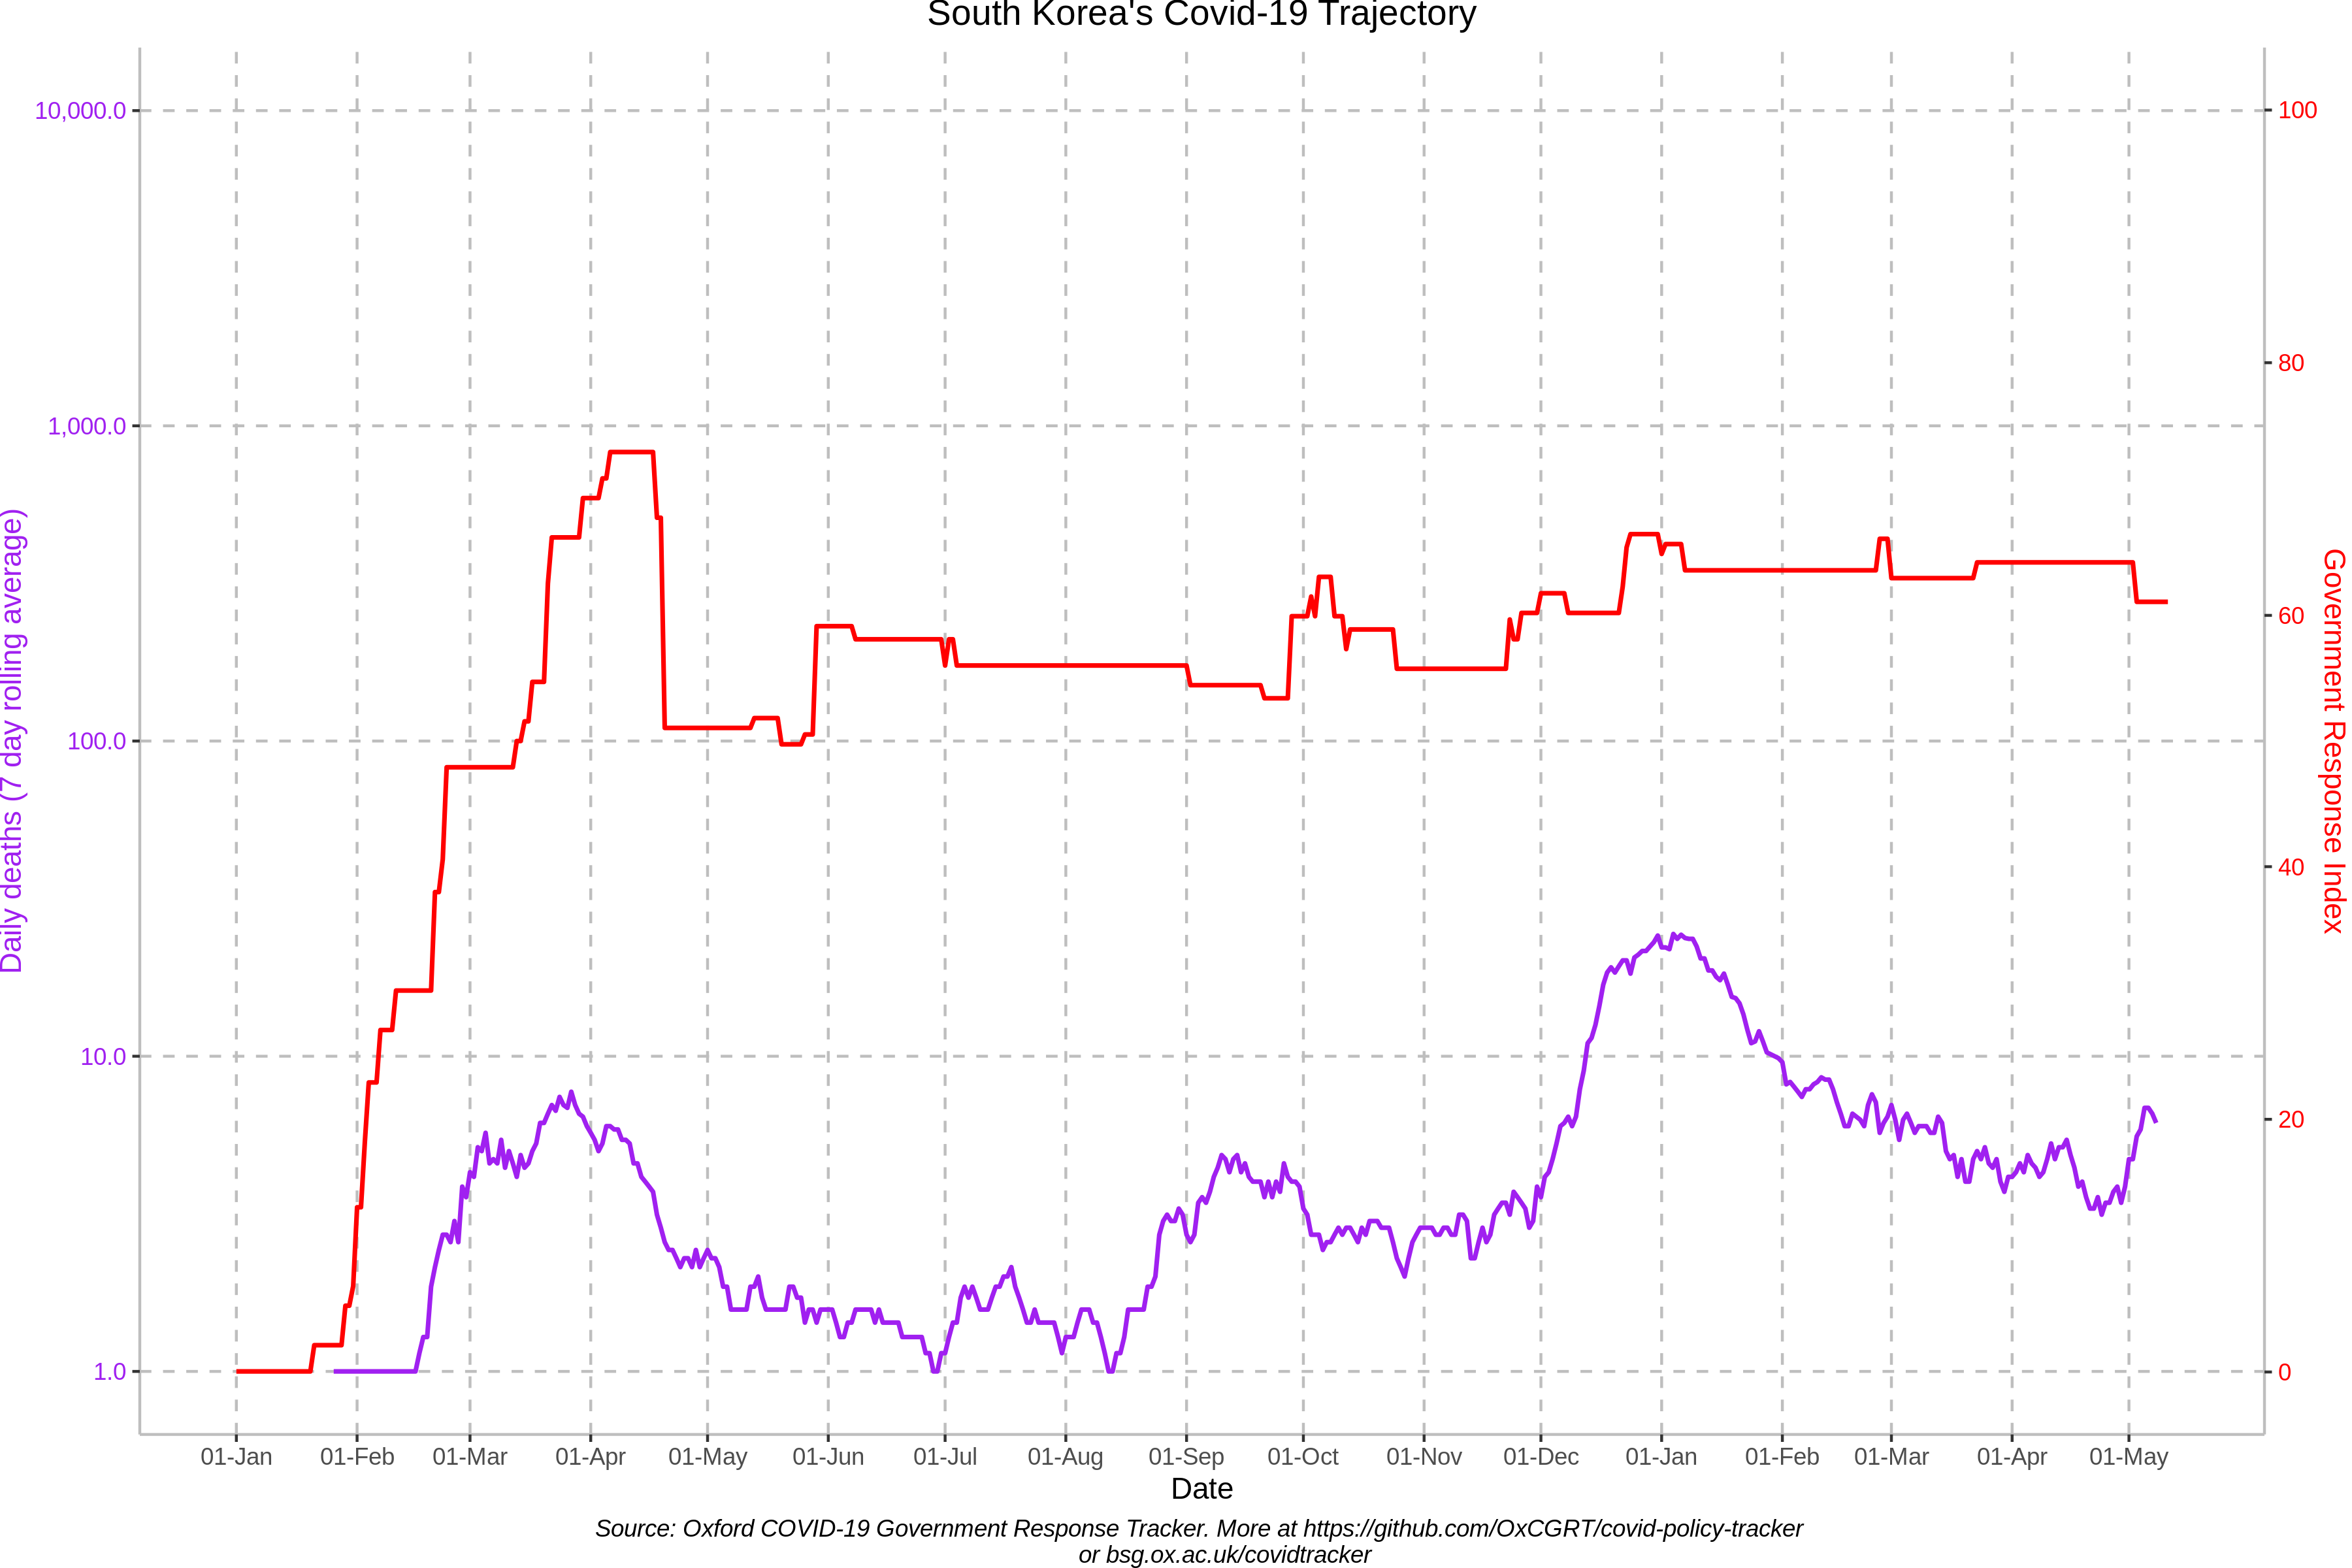 South Korea's Covid-19 Trajectory
Daily deaths (7 day rolling average)
10,000.0
1,000.0
100.0
10.0
1.0
100
80
60
40
20
0
Government Response Index
01-Jan 01-Feb 01-Mar 01-Apr 01-May 01-Jun 01-Jul 01-Aug 01-Sep 01-Oct 01-Nov 01-Dec 01-Jan 01-Feb 01-Mar 01-Apr 01-May
Date
Source: Oxford COVID-19 Government Response Tracker. More at https://github.com/OxCGRT/covid-policy-tracker
or bsg.ox.ac.uk/covidtracker